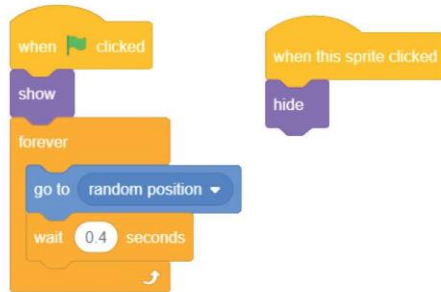 when clicked
show
forever
go to random position
wait 0.4 seconds
when this sprite clicked
hide